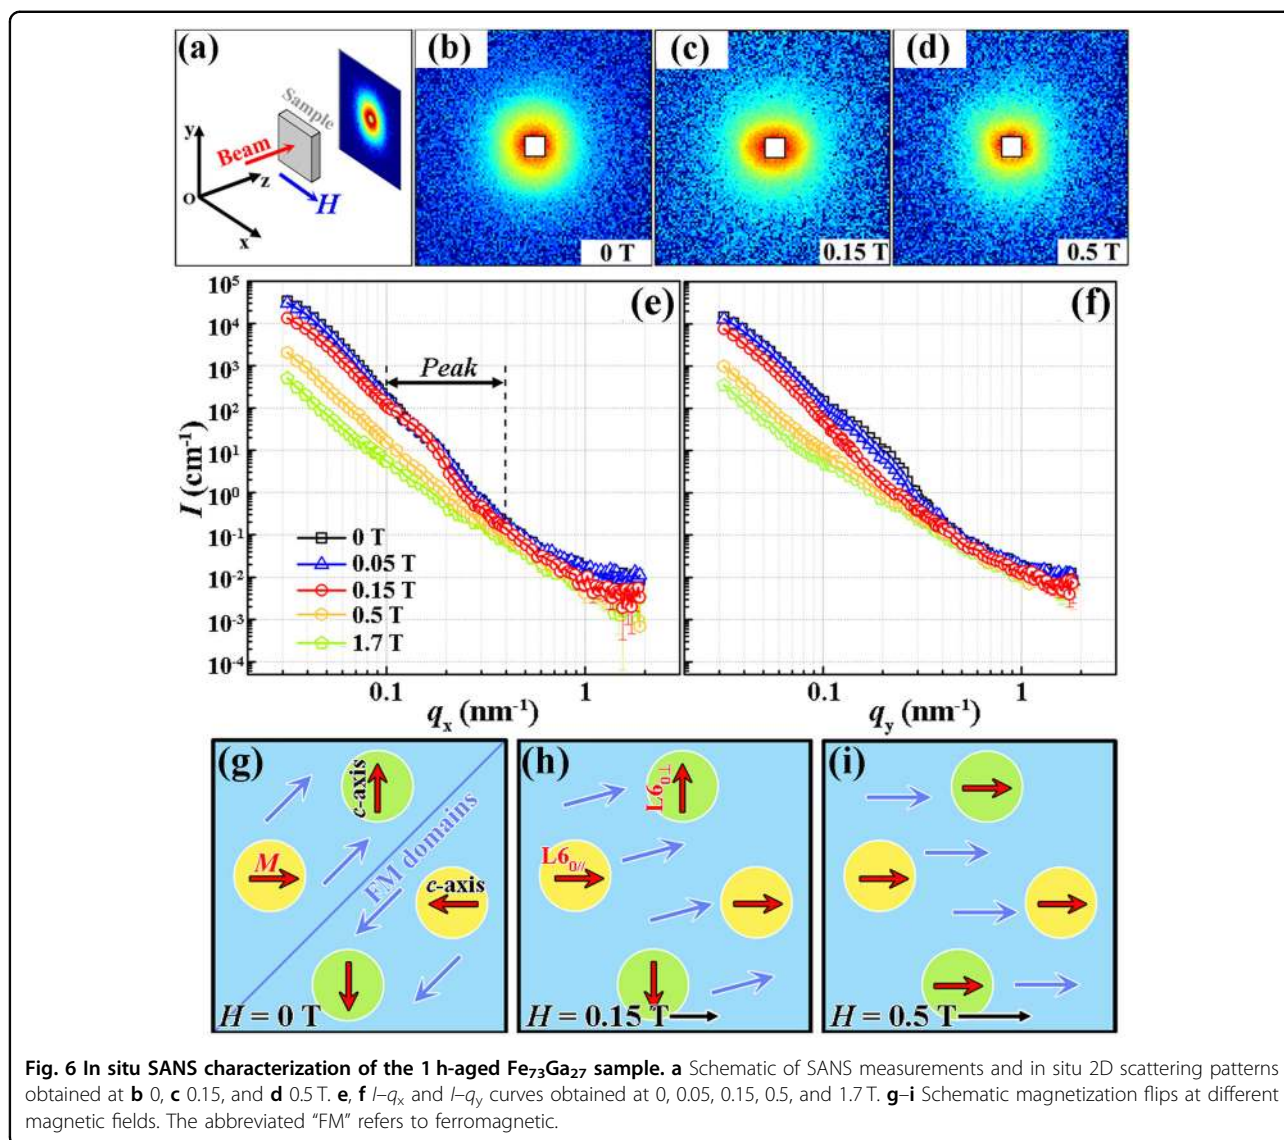 (a)
Sample
y
Beam
z
O
H
x
(b)
0 T
(c)
0.15 T
(d)
0.5 T
10⁵
10⁴
10³
10²
10¹
10⁰
10⁻¹
10⁻²
10⁻³
10⁻⁴
I (cm⁻¹)
(e)
Peak
0 T
0.05 T
0.15 T
0.5 T
1.7 T
0.1
1
qₓ (nm⁻¹)
(f)
0.1
1
q_y (nm⁻¹)
(g)
c-axis
M
FM domains
c-axis
H = 0 T
(h)
L6₀⊥
L6₀//
H = 0.15 T
(i)
H = 0.5 T
Fig. 6 In situ SANS characterization of the 1 h-aged Fe₇₃Ga₂₇ sample. a Schematic of SANS measurements and in situ 2D scattering patterns
obtained at b 0, c 0.15, and d 0.5 T. e, f I–qₓ and I–q_y curves obtained at 0, 0.05, 0.15, 0.5, and 1.7 T. g–i Schematic magnetization flips at different
magnetic fields. The abbreviated “FM” refers to ferromagnetic.